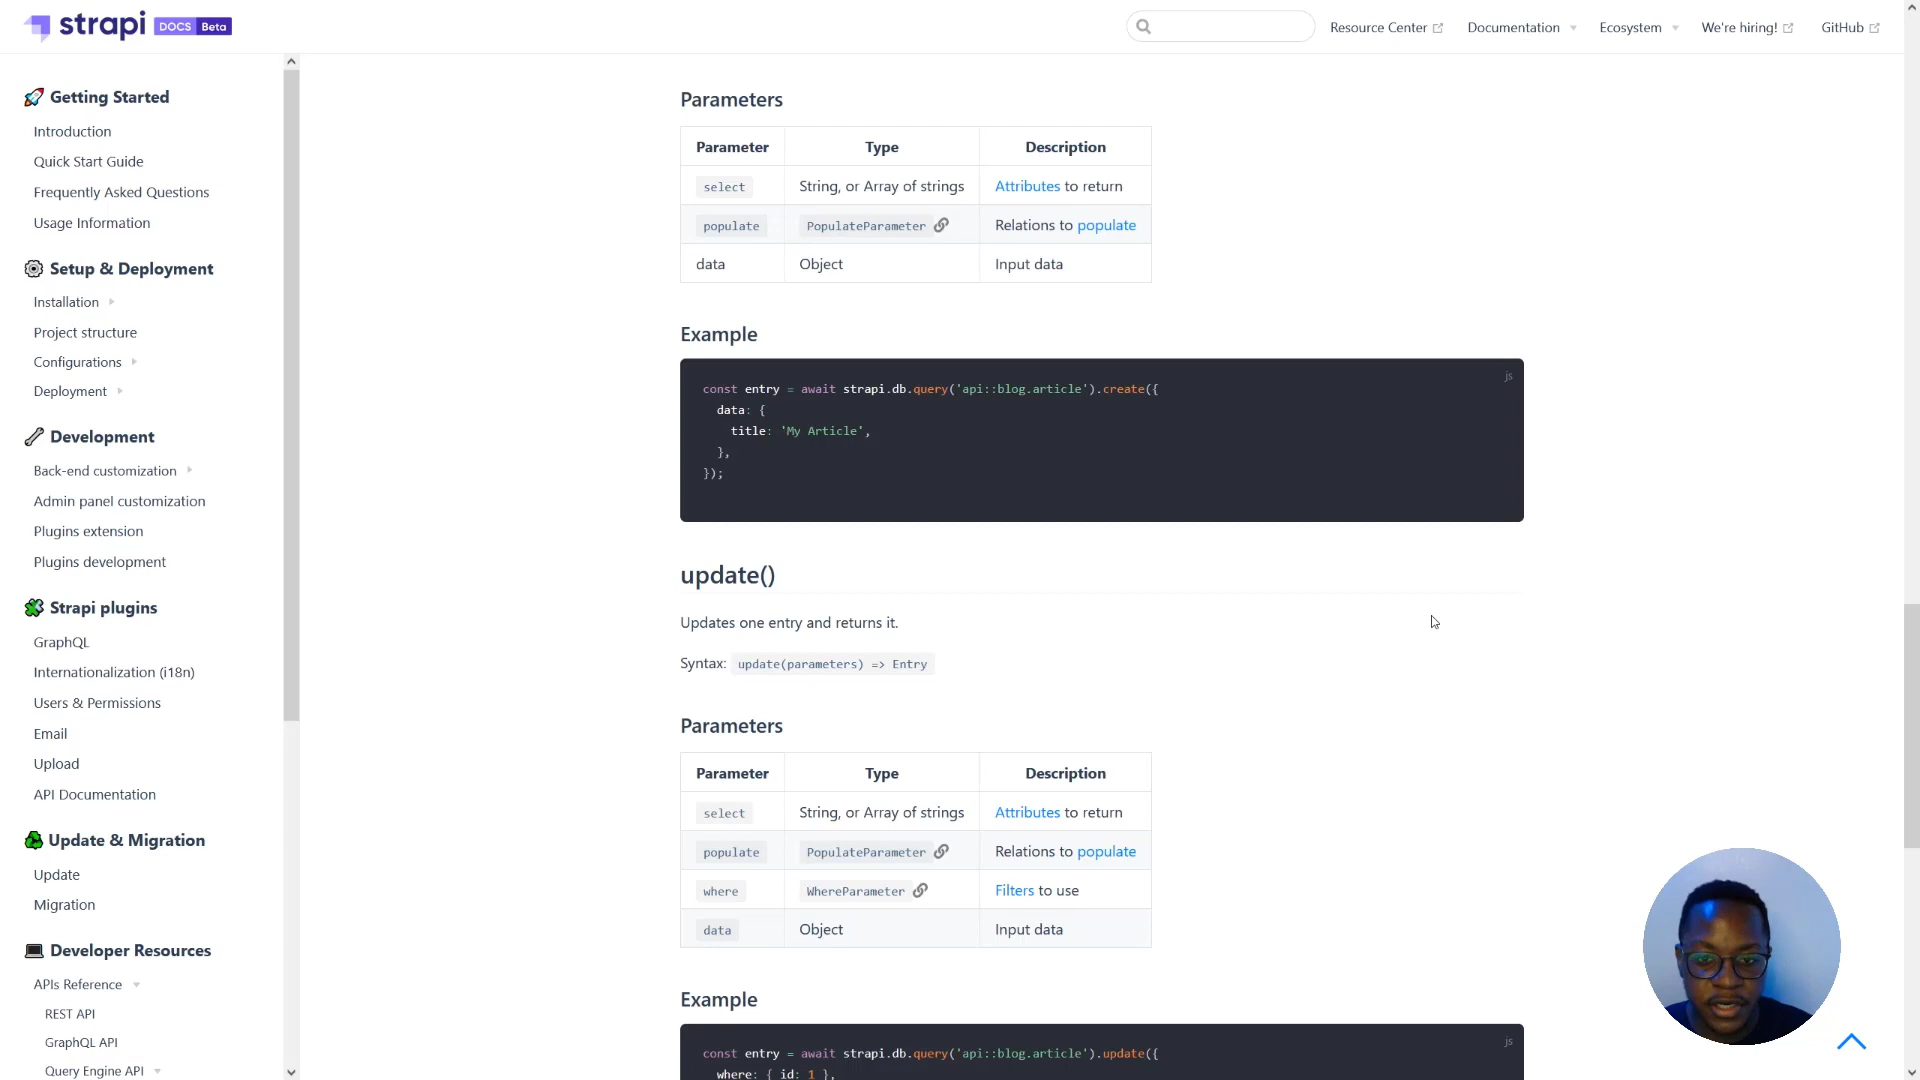 strapi DOCS Beta
Resource Center
Documentation
Ecosystem
We're hiring!
GitHub
Getting Started
Introduction
Quick Start Guide
Frequently Asked Questions
Usage Information
Setup & Deployment
Installation
Project structure
Configurations
Deployment
Development
Back-end customization
Admin panel customization
Plugins extension
Plugins development
Strapi plugins
GraphQL
Internationalization (i18n)
Users & Permissions
Email
Upload
API Documentation
Update & Migration
Update
Migration
Developer Resources
APIs Reference
REST API
GraphQL API
Query Engine API
Parameters
Parameter Type Description
select String, or Array of strings Attributes to return
populate PopulateParameter Relations to populate
data Object Input data
Example
js
const entry = await strapi.db.query('api::blog.article').create({
data: {
title: 'My Article',
},
});
update()
Updates one entry and returns it.
Syntax: update(parameters) => Entry
Parameters
Parameter Type Description
select String, or Array of strings Attributes to return
populate PopulateParameter Relations to populate
where WhereParameter Filters to use
data Object Input data
Example
js
const entry = await strapi.db.query('api::blog.article').update({
where: { id: 1 },